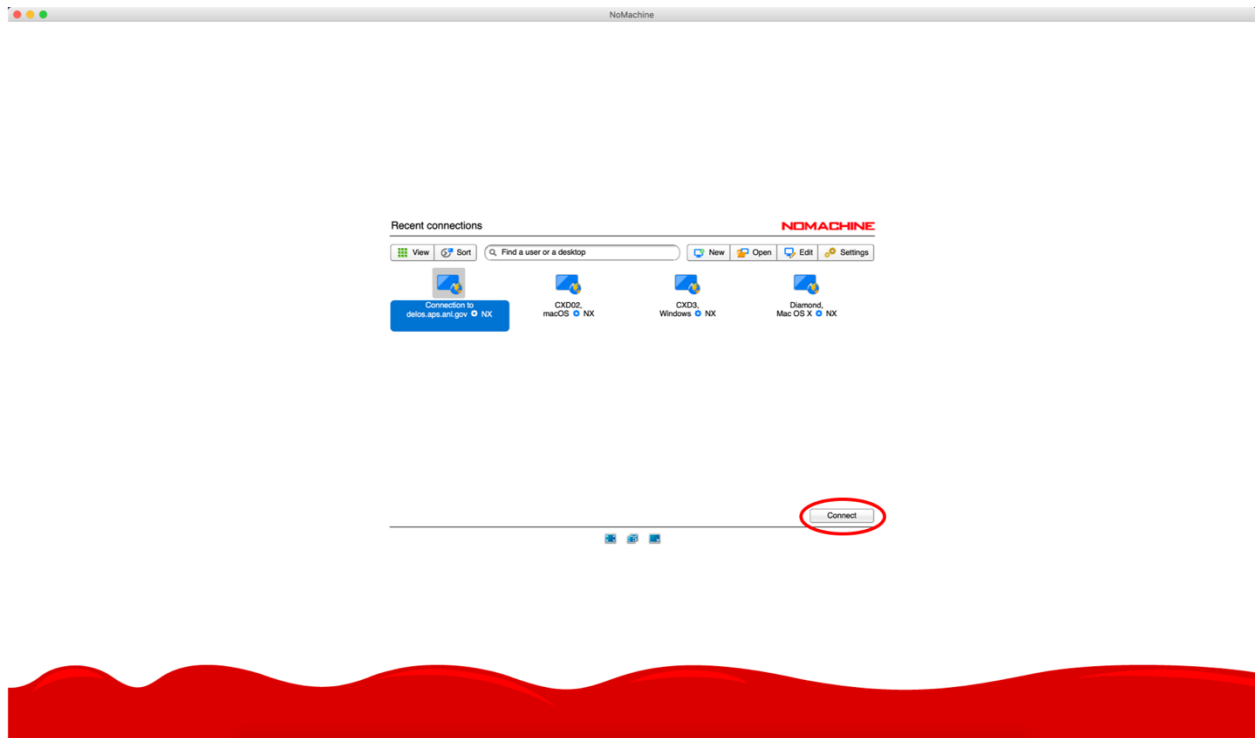 NoMachine
Recent connections
NOMACHINE
View
Sort
Find a user or a desktop
New
Open
Edit
Settings
Connection to
delos.aps.anl.gov NX
CXD02,
macOS NX
CXD3,
Windows NX
Diamond,
Mac OS X NX
Connect